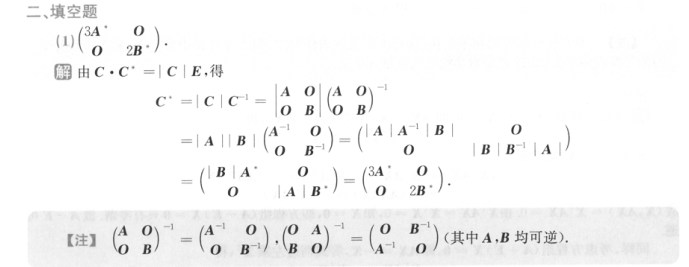 二、填空题
(1) $\begin{pmatrix} 3A^* & O \\ O & 2B^* \end{pmatrix}$.
解 由 $C \cdot C^* = |C|E$,得
$C^* = |C|C^{-1} = \begin{vmatrix} A & O \\ O & B \end{vmatrix} \begin{pmatrix} A & O \\ O & B \end{pmatrix}^{-1}$
$= |A||B| \begin{pmatrix} A^{-1} & O \\ O & B^{-1} \end{pmatrix} = \begin{pmatrix} |A|A^{-1}|B| & O \\ O & |B|B^{-1}|A| \end{pmatrix}$
$= \begin{pmatrix} |B|A^* & O \\ O & |A|B^* \end{pmatrix} = \begin{pmatrix} 3A^* & O \\ O & 2B^* \end{pmatrix}$.
【注】 $\begin{pmatrix} A & O \\ O & B \end{pmatrix}^{-1} = \begin{pmatrix} A^{-1} & O \\ O & B^{-1} \end{pmatrix}, \begin{pmatrix} O & A \\ B & O \end{pmatrix}^{-1} = \begin{pmatrix} O & B^{-1} \\ A^{-1} & O \end{pmatrix}$ (其中 $A$,$B$ 均可逆).